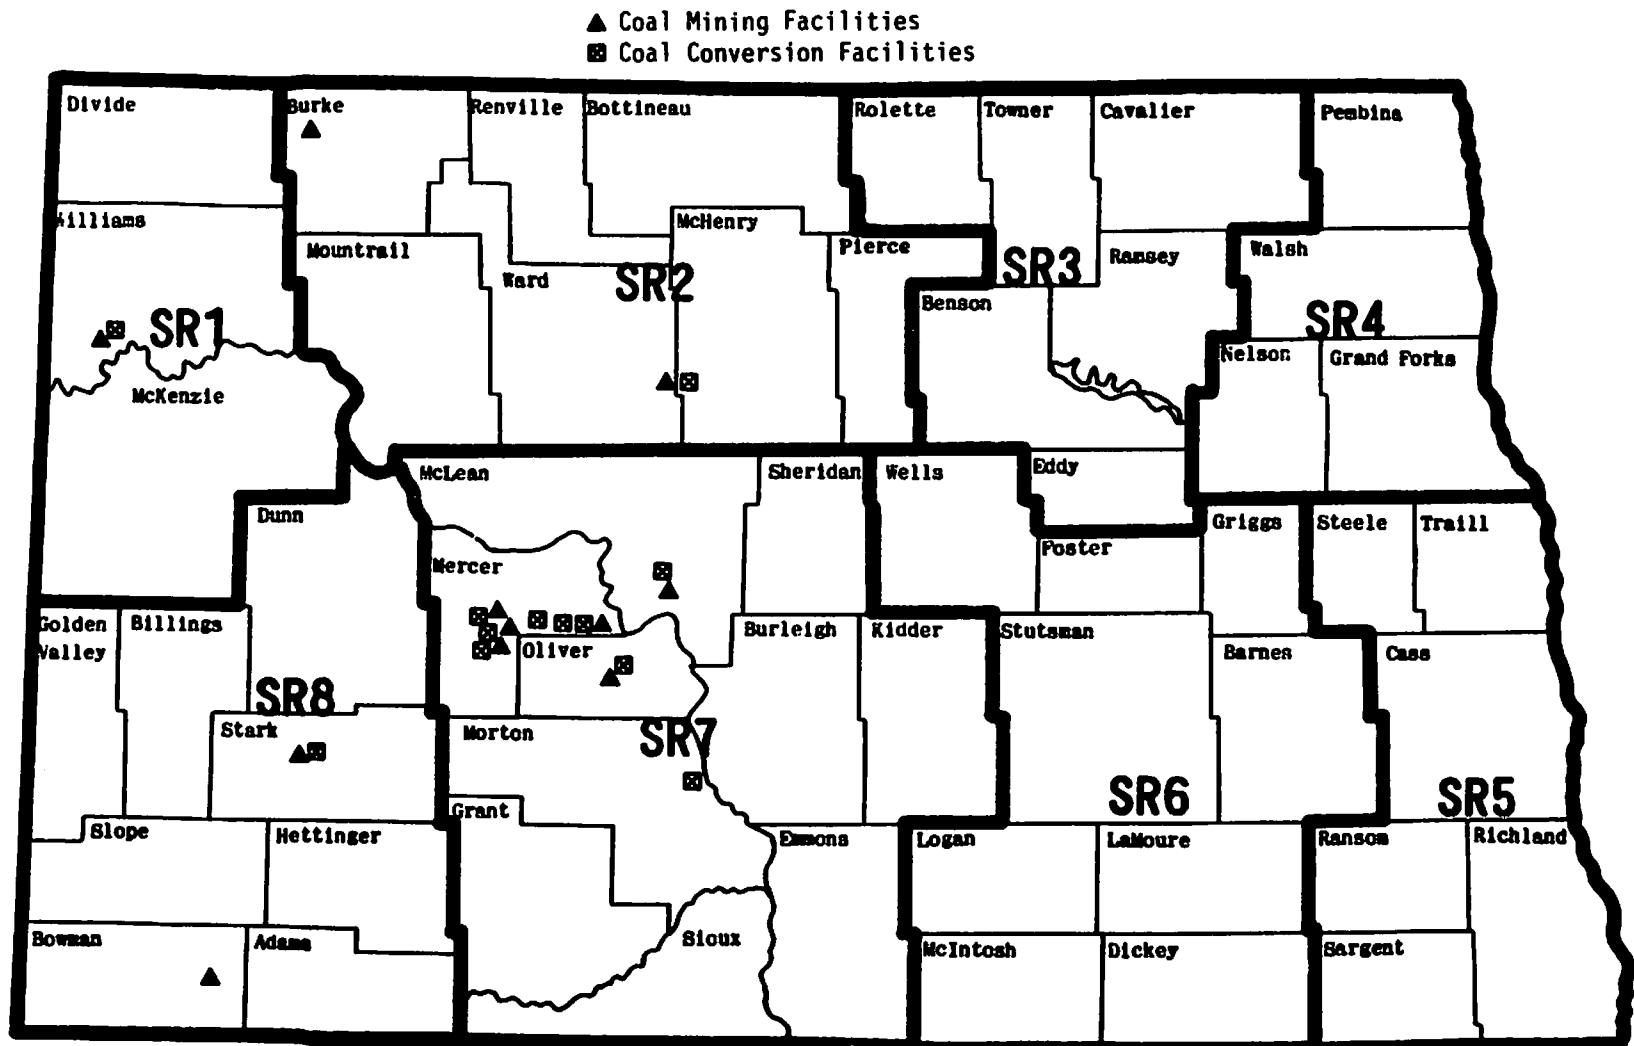 Coal Mining Facilities
Coal Conversion Facilities
Divide
Burke
Renville
Bottineau
Rolette
Towner
Cavalier
Pembina
Williams
Mountrail
Ward
McHenry
Pierce
SR2
SR3
Ramsey
Walsh
Benson
SR1
SR4
McKenzie
Nelson
Grand Forks
McLean
Sheridan
Wells
Eddy
Dunn
Griggs
Steele
Traill
Foster
Mercer
Golden
Valley
Billings
Oliver
Burleigh
Kidder
Stutsman
Barnes
Cass
SR8
Stark
Morton
SR7
SR6
SR5
Grant
Slope
Hettinger
Emmons
Logan
LaMoure
Ransom
Richland
Bowman
Adams
Sioux
McIntosh
Dickey
Sargent